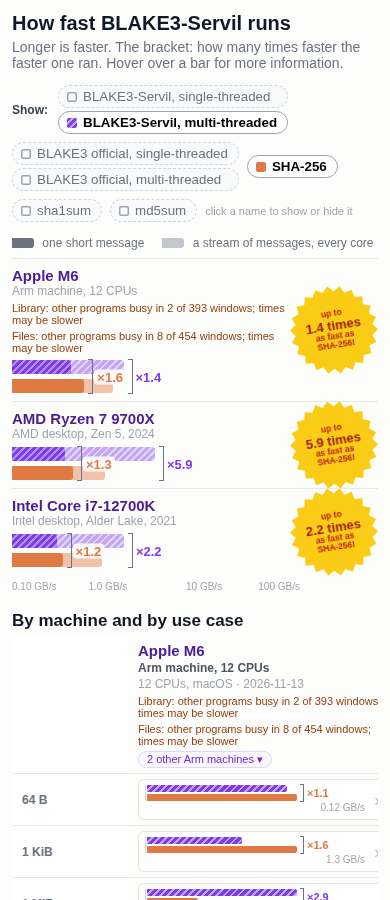 How fast BLAKE3-Servil runs
Longer is faster. The bracket: how many times faster the
faster one ran. Hover over a bar for more information.
Show:
BLAKE3-Servil, single-threaded
BLAKE3-Servil, multi-threaded
BLAKE3 official, single-threaded
BLAKE3 official, multi-threaded
SHA-256
sha1sum
md5sum
click a name to show or hide it
one short message
a stream of messages, every core
Apple M6
Arm machine, 12 CPUs
Library: other programs busy in 2 of 393 windows; times
may be slower
Files: other programs busy in 8 of 454 windows; times
may be slower
×1.6
×1.4
up to
1.4 times
as fast as
SHA-256!
AMD Ryzen 7 9700X
AMD desktop, Zen 5, 2024
×1.3
×5.9
up to
5.9 times
as fast as
SHA-256!
Intel Core i7-12700K
Intel desktop, Alder Lake, 2021
×1.2
×2.2
up to
2.2 times
as fast as
SHA-256!
0.10 GB/s
1.0 GB/s
10 GB/s
100 GB/s
By machine and by use case
Apple M6
Arm machine, 12 CPUs
12 CPUs, macOS · 2026-11-13
Library: other programs busy in 2 of 393 windows
times may be slower
Files: other programs busy in 8 of 454 windows;
times may be slower
2 other Arm machines ▾
64 B
×1.1
0.12 GB/s
1 KiB
×1.6
1.3 GB/s
×2.9